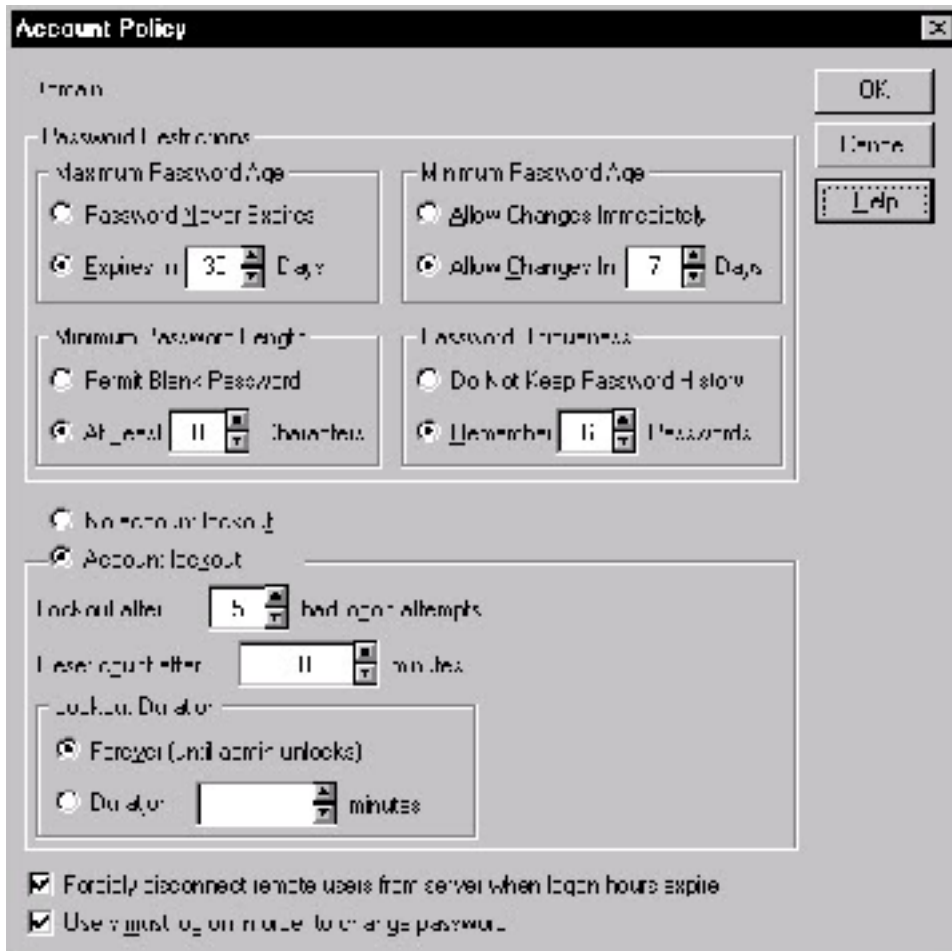 Account Policy
Domain
OK
Cancel
Help
Password Restrictions
Maximum Password Age
Password Never Expires
Expires In Days
Minimum Password Age
Allow Changes Immediately
Allow Changes In 7 Days
Minimum Password Length
Permit Blank Password
At Least Characters
Password Uniqueness
Do Not Keep Password History
Remember 6 Passwords
No account lockout
Account lockout
Lockout after 5 bad logon attempts
Reset count after minutes
Lockout Duration
Forever (until admin unlocks)
Duration minutes
Forcibly disconnect remote users from server when logon hours expire
Users must log on in order to change password